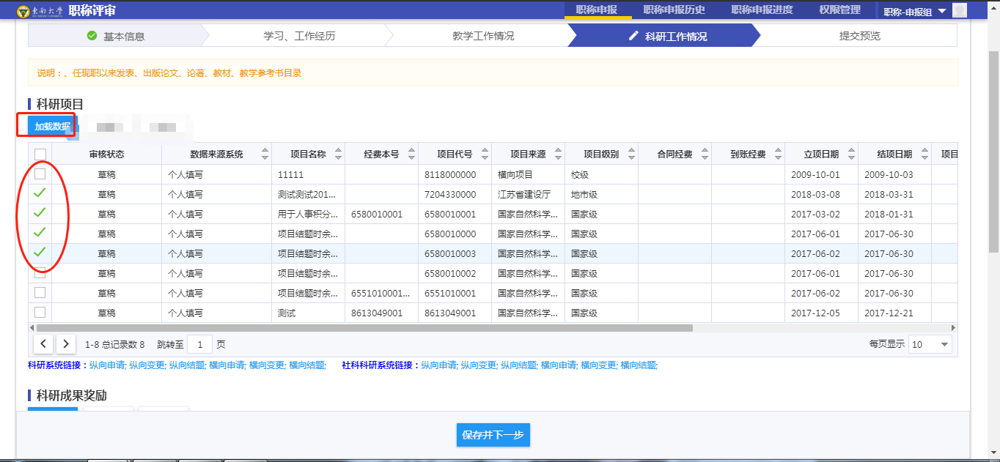 东南大学 职称评审 职称申报 职称申报历史 职称申报进度 权限管理 职称-申报组
基本信息 学习、工作经历 教学工作情况 科研工作情况 提交预览
说明：、任现职以来发表、出版论文、论著、教材、教学参考书目录
科研项目
加载数据
审核状态 数据来源系统 项目名称 经费本号 项目代号 项目来源 项目级别 合同经费 到账经费 立项日期 结项日期 项目
草稿 个人填写 11111 8118000000 横向项目 校级 2009-10-01 2009-10-03
草稿 个人填写 测试测试201... 7204330000 江苏省建设厅 地市级 2018-03-08 2018-03-31
草稿 个人填写 用于人事积分... 6580010001 6580010001 国家自然科学... 国家级 2017-03-02 2018-01-31
草稿 个人填写 项目结题时余... 6580010000 国家自然科学... 国家级 2017-06-01 2017-06-30
草稿 个人填写 项目结题时余... 6580010003 国家自然科学... 国家级 2017-06-02 2017-06-30
草稿 个人填写 项目结题时余... 6580010002 国家自然科学... 国家级 2017-06-01 2017-06-30
草稿 个人填写 项目结题时余... 6551010001... 6551010001 国家自然科学... 国家级 2017-06-02 2017-06-30
草稿 个人填写 测试 8613049001 8613049001 国家自然科学... 国家级 2017-12-05 2017-12-21
1-8 总记录数 8 跳转至 1 页 每页显示 10
科研系统链接：纵向申请; 纵向变更; 纵向结题; 横向申请; 横向变更; 横向结题; 社科科研系统链接：纵向申请; 纵向变更; 纵向结题; 横向申请; 横向变更; 横向结题;
科研成果奖励
保存并下一步